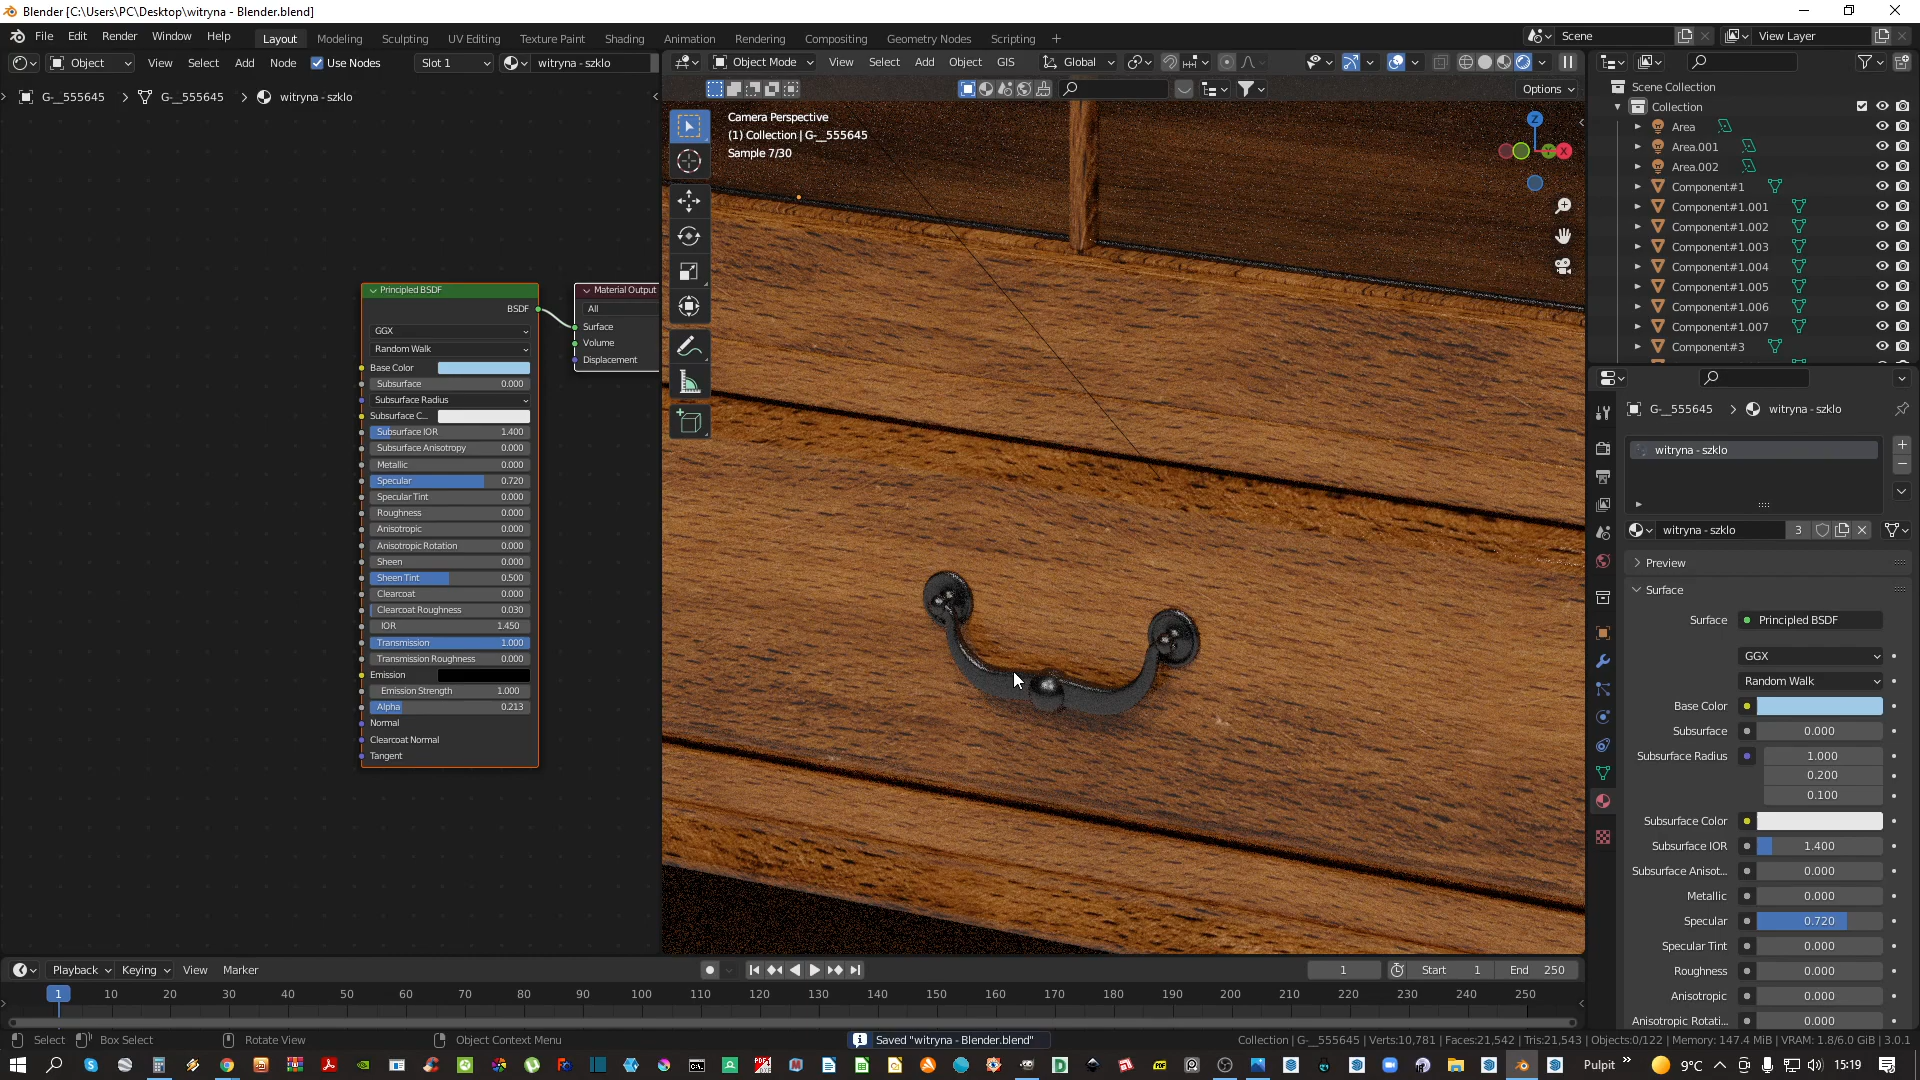 Blender [C:\Users\PC\Desktop\witryna - Blender.blend]
File Edit Render Window Help
Layout Modeling Sculpting UV Editing Texture Paint Shading Animation Rendering Compositing Geometry Nodes Scripting +
Scene
View Layer
Object View Select Add Node Use Nodes Slot 1 witryna - szklo
Object Mode View Select Add Object GIS Global
Options
G-__555645 > G-__555645 > witryna - szklo
Camera Perspective
(1) Collection | G-__555645
Sample 7/30
Z
X
Principled BSDF
BSDF
GGX
Random Walk
Base Color
Subsurface 0.000
Subsurface Radius
Subsurface C...
Subsurface IOR 1.400
Subsurface Anisotropy 0.000
Metallic 0.000
Specular 0.720
Specular Tint 0.000
Roughness 0.000
Anisotropic 0.000
Anisotropic Rotation 0.000
Sheen 0.000
Sheen Tint 0.500
Clearcoat 0.000
Clearcoat Roughness 0.030
IOR 1.450
Transmission 1.000
Transmission Roughness 0.000
Emission
Emission Strength 1.000
Alpha 0.213
Normal
Clearcoat Normal
Tangent
Material Output
All
Surface
Volume
Displacement
Scene Collection
Collection
Area
Area.001
Area.002
Component#1
Component#1.001
Component#1.002
Component#1.003
Component#1.004
Component#1.005
Component#1.006
Component#1.007
Component#3
G-__555645 > witryna - szklo
witryna - szklo
witryna - szklo 3
Preview
Surface
Surface Principled BSDF
GGX
Random Walk
Base Color
Subsurface 0.000
Subsurface Radius 1.000
0.200
0.100
Subsurface Color
Subsurface IOR 1.400
Subsurface Anisot... 0.000
Metallic 0.000
Specular 0.720
Specular Tint 0.000
Roughness 0.000
Anisotropic 0.000
Anisotropic Rotati... 0.000
Playback Keying View Marker
1 Start 1 End 250
1 10 20 30 40 50 60 70 80 90 100 110 120 130 140 150 160 170 180 190 200 210 220 230 240 250
Select Box Select Rotate View Object Context Menu
Saved "witryna - Blender.blend"
Collection | G-__555645 | Verts:10,781 | Faces:21,542 | Tris:21,543 | Objects:0/122 | Memory: 147.4 MiB | VRAM: 1.8/6.0 GiB | 3.0.1
Pulpit
9°C
15:19